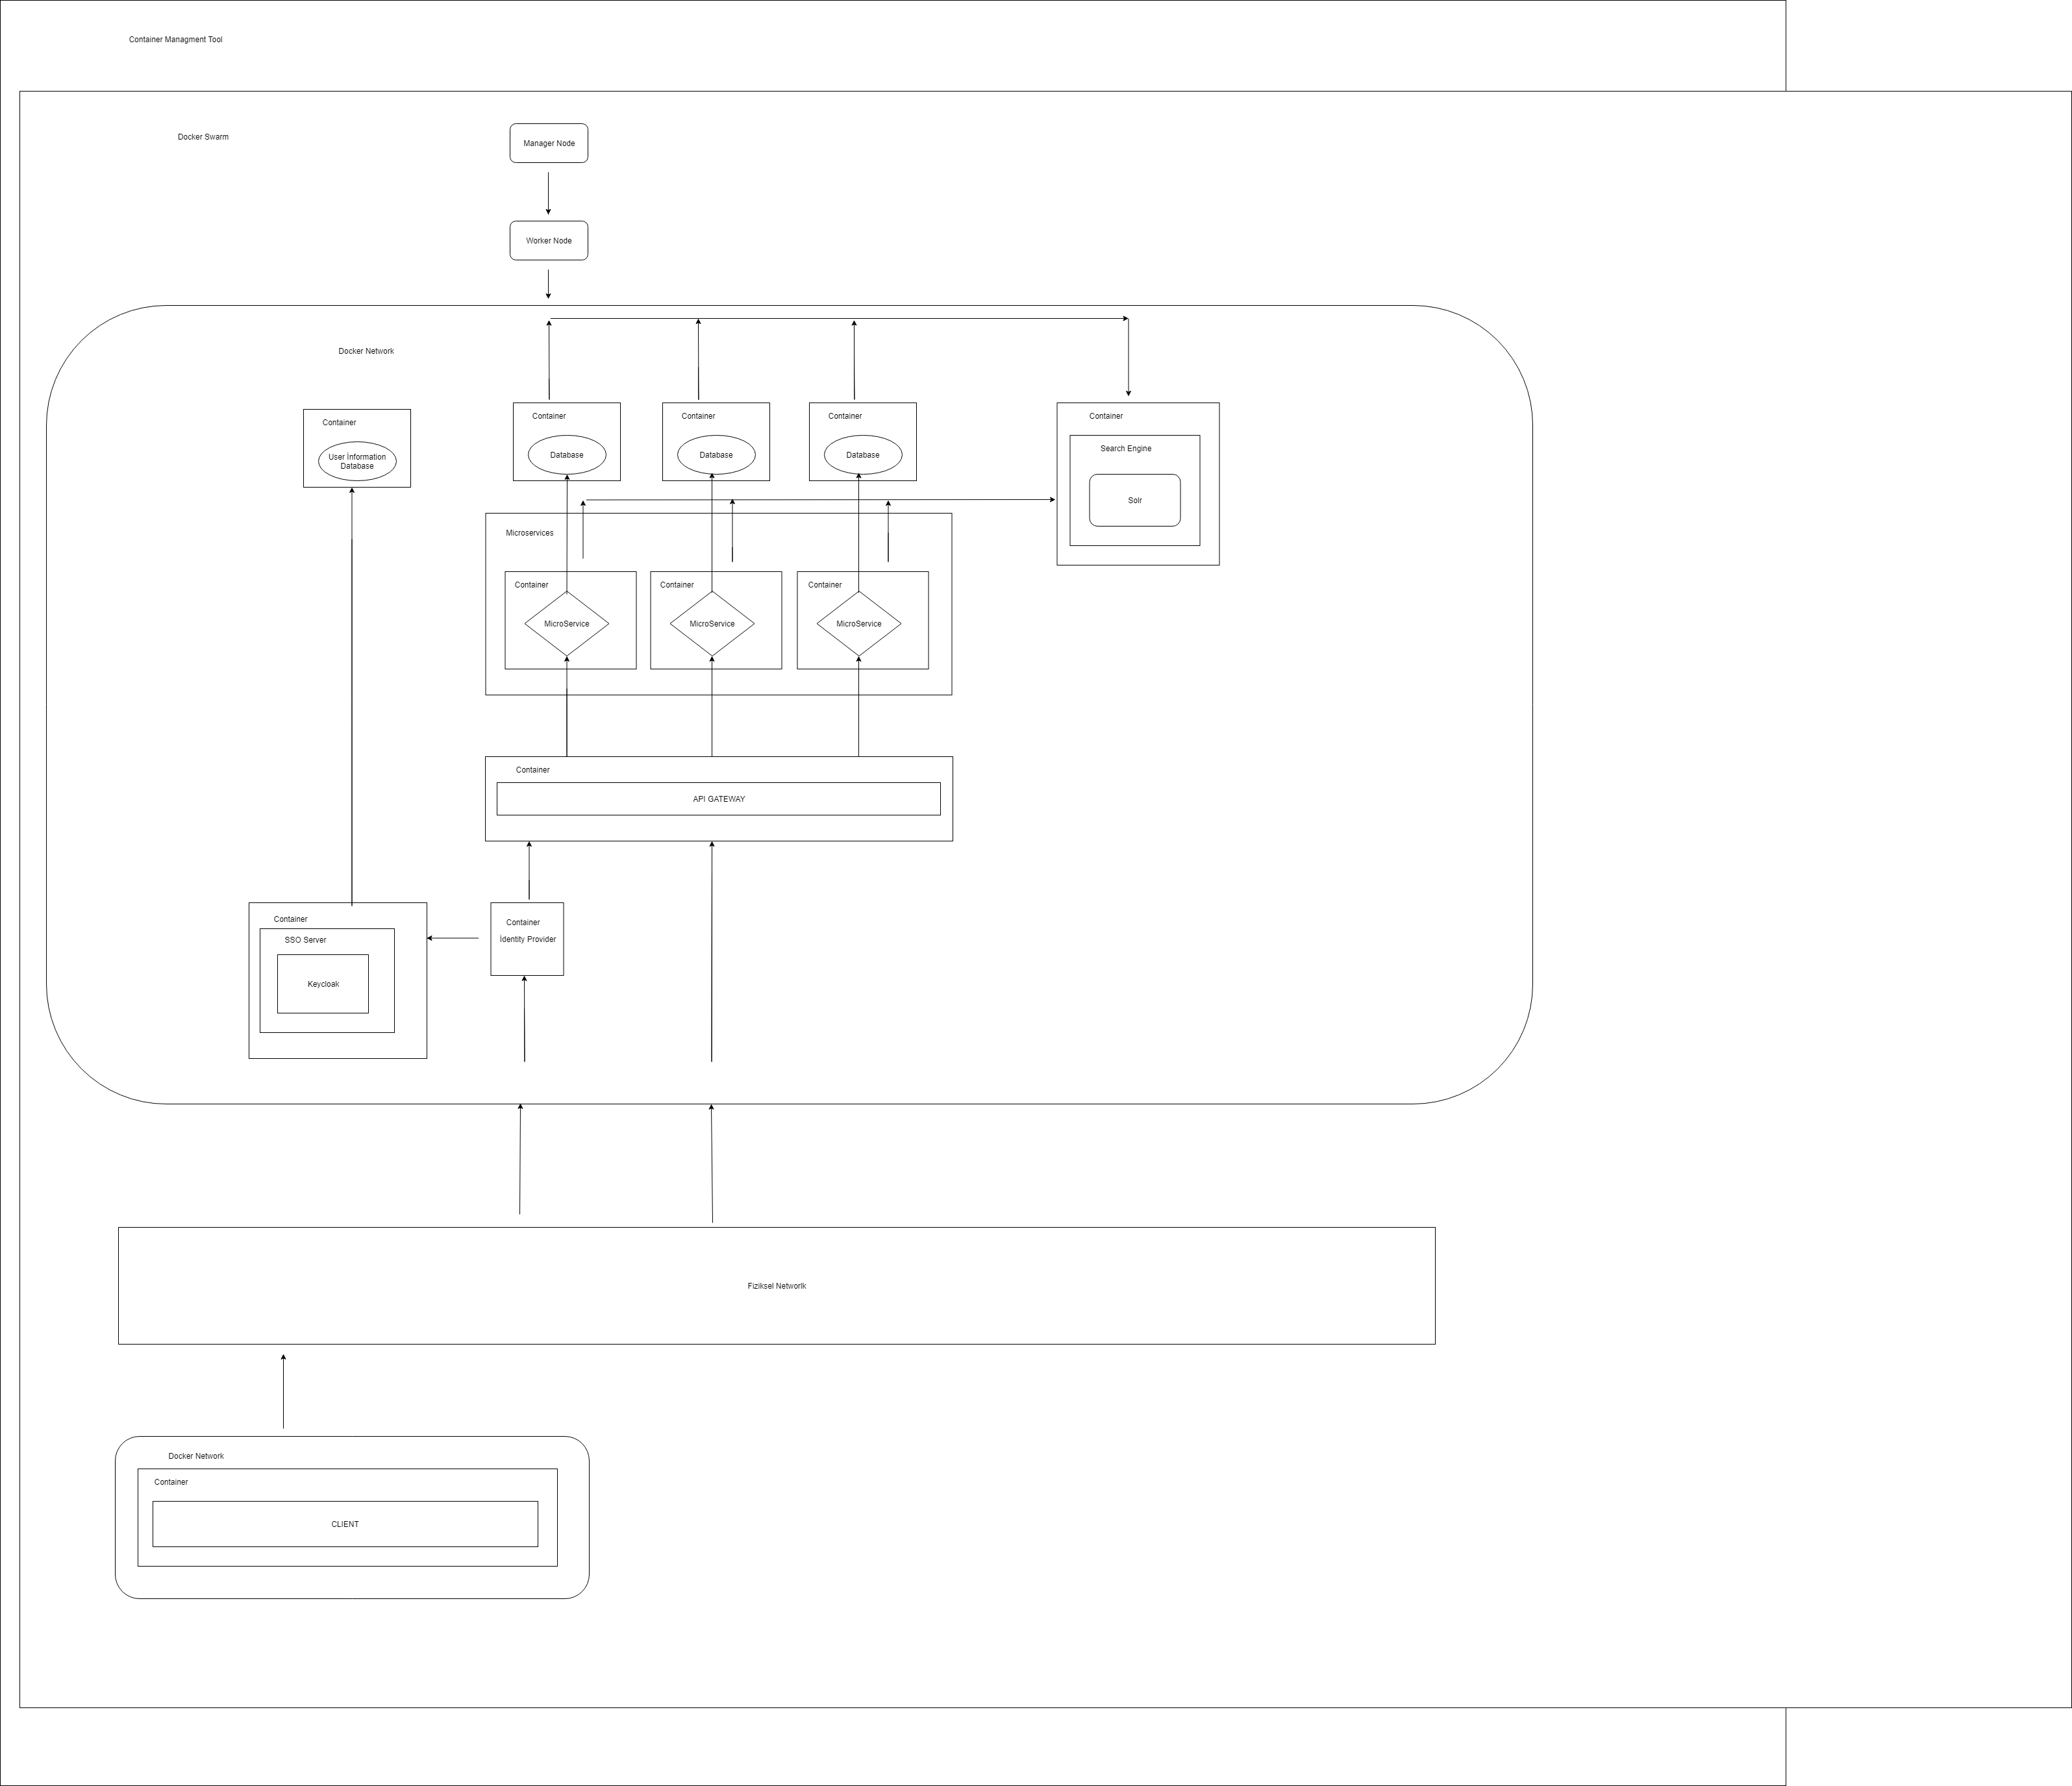 Container Managment Tool
Docker Swarm
Manager Node
Worker Node
Docker Network
Container
User İnformation
Database
Container
Database
Container
Database
Container
Database
Container
Search Engine
Solr
Microservices
Container
MicroService
Container
MicroService
Container
MicroService
Container
API GATEWAY
Container
SSO Server
Keycloak
Container
İdentity Provider
Fiziksel Networlk
Docker Network
Container
CLIENT